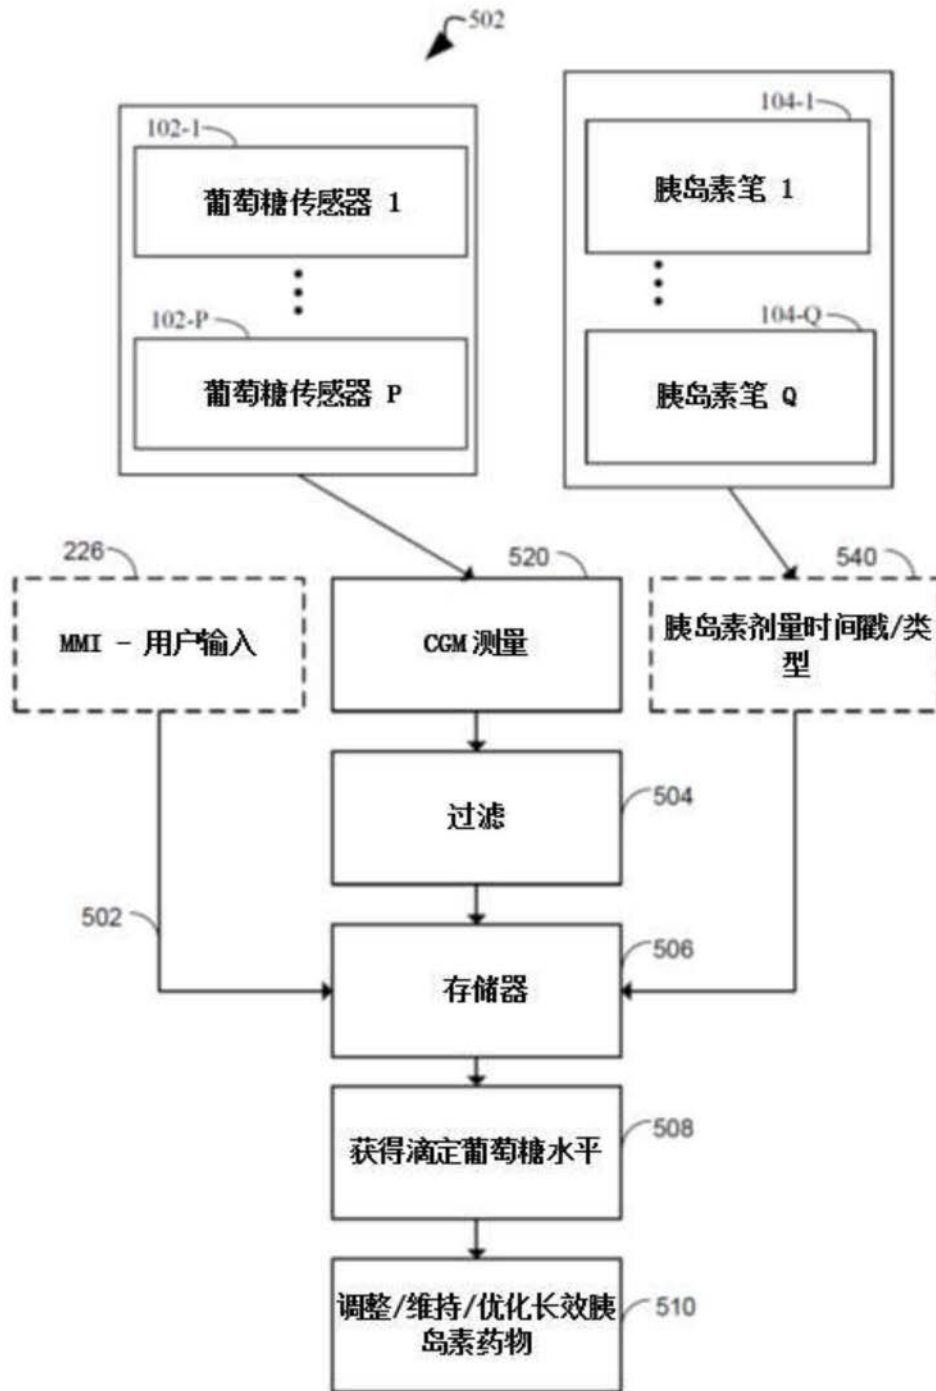 502
102-1
葡萄糖传感器 1
102-P
葡萄糖传感器 P
104-1
胰岛素笔 1
104-Q
胰岛素笔 Q
226
MMI - 用户输入
520
CGM 测量
540
胰岛素剂量时间戳/类
型
过滤
504
502
存储器
506
获得滴定葡萄糖水平
508
调整/维持/优化长效胰
岛素药物
510